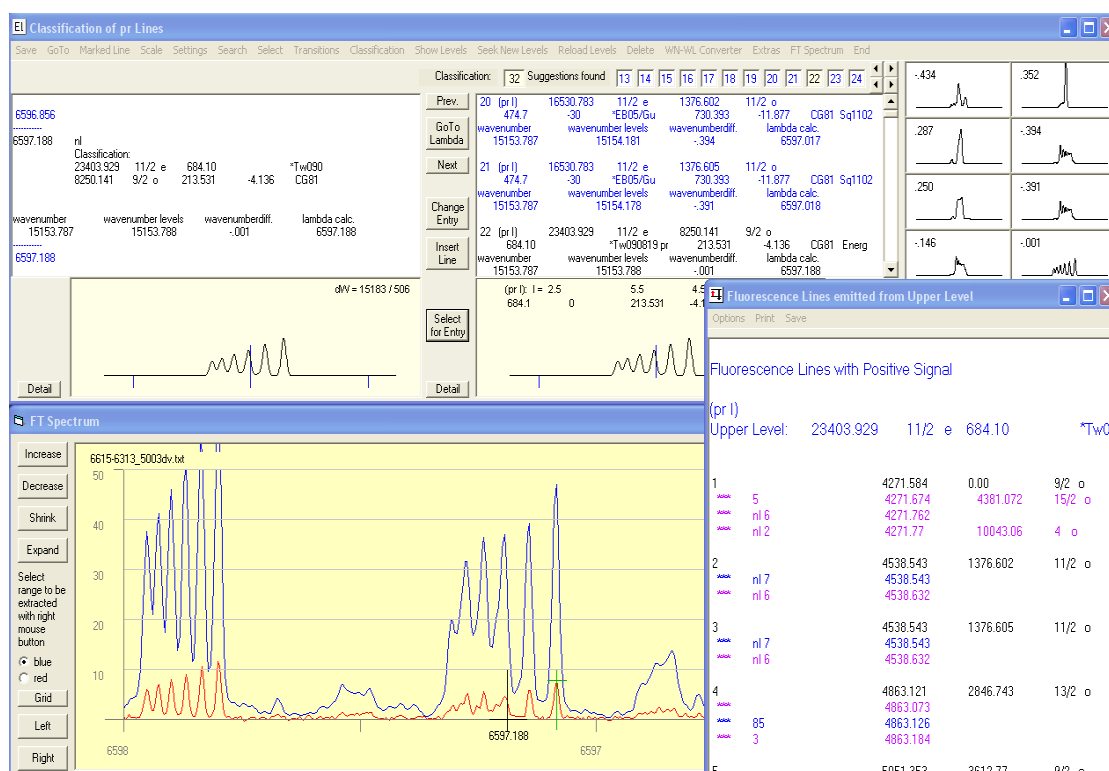 Classification of pr Lines
Save GoTo Marked Line Scale Settings Search Select Transitions Classification Show Levels Seek New Levels Reload Levels Delete WN-WL Converter Extras FT Spectrum End
Classification: 32 Suggestions found 13 14 15 16 17 18 19 20 21 22 23 24
6596.856
-----------
6597.188 nl
Classification:
23403.929 11/2 e 684.10 *Tw090
8250.141 9/2 o 213.531 -4.136 CG81
wavenumber wavenumber levels wavenumberdiff. lambda calc.
15153.787 15153.788 -.001 6597.188
-----------
6597.188
Prev.
GoTo
Lambda
Next
Change
Entry
Insert
Line
Select
for Entry
Detail
20 (pr I) 16530.783 11/2 e 1376.602 11/2 o
474.7 -30 *EB05/Gu 730.393 -11.877 CG81 Sq1102
wavenumber wavenumber levels wavenumberdiff. lambda calc.
15153.787 15154.181 -.394 6597.017
21 (pr I) 16530.783 11/2 e 1376.605 11/2 o
474.7 -30 *EB05/Gu 730.393 -11.877 CG81 Sq1102
wavenumber wavenumber levels wavenumberdiff. lambda calc.
15153.787 15154.178 -.391 6597.018
22 (pr I) 23403.929 11/2 e 8250.141 9/2 o
684.10 *Tw090819 pr 213.531 -4.136 CG81 Energ
wavenumber wavenumber levels wavenumberdiff. lambda calc.
15153.787 15153.788 -.001 6597.188
-.434 .352
.287 -.394
.250 -.391
-.146 -.001
dW = 15183 / 506
Detail
(pr I): I = 2.5 5.5 4.5
684.1 0 213.531 -4.1
FT Spectrum
Increase
Decrease
Shrink
Expand
Select
range to be
extracted
with right
mouse
button
blue
red
Grid
Left
Right
6615-6313_5003dv.txt
50
40
30
20
10
6597.188
6598 6597
Fluorescence Lines emitted from Upper Level
Options Print Save
Fluorescence Lines with Positive Signal
(pr I)
Upper Level: 23403.929 11/2 e 684.10 *Tw0
1 4271.584 0.00 9/2 o
*** 5 4271.674 4381.072 15/2 o
*** nl 6 4271.762
*** nl 2 4271.77 10043.06 4 o
2 4538.543 1376.602 11/2 o
*** nl 7 4538.543
*** nl 6 4538.632
3 4538.543 1376.605 11/2 o
*** nl 7 4538.543
*** nl 6 4538.632
4 4863.121 2846.743 13/2 o
*** 4863.073
*** 85 4863.126
*** 3 4863.184